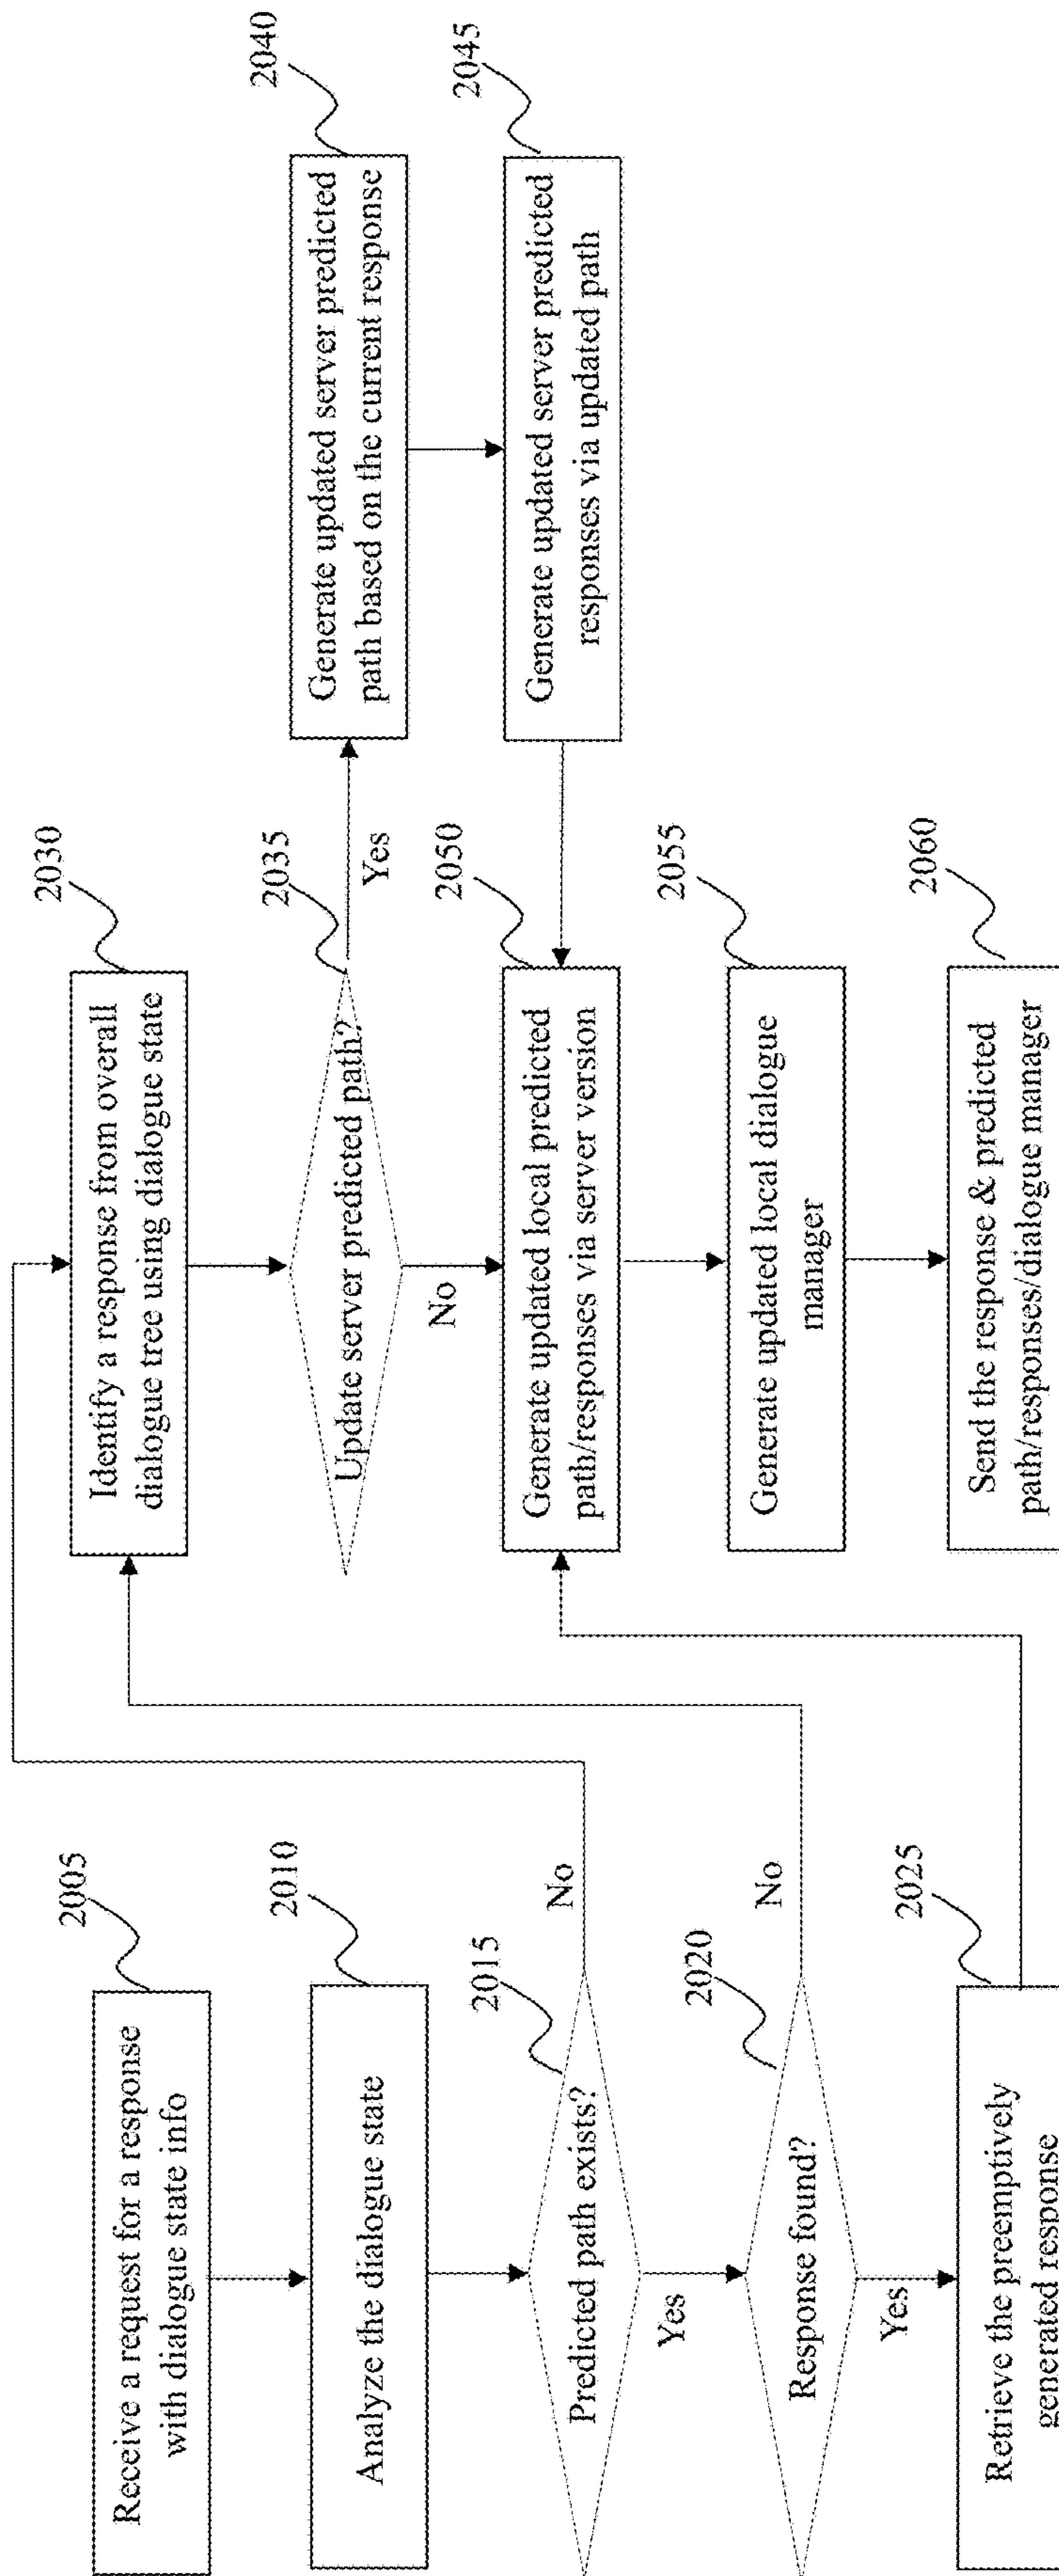 2005
Receive a request for a response
with dialogue state info
2010
Analyze the dialogue state
2015
Predicted path exists?
No
Yes
2020
Response found?
No
Yes
2025
Retrieve the preemptively
generated response
2030
Identify a response from overall
dialogue tree using dialogue state
2035
Update server predicted path?
Yes
No
2040
Generate updated server predicted
path based on the current response
2045
Generate updated server predicted
responses via updated path
2050
Generate updated local predicted
path/responses via server version
2055
Generate updated local dialogue
manager
2060
Send the response & predicted
path/responses/dialogue manager